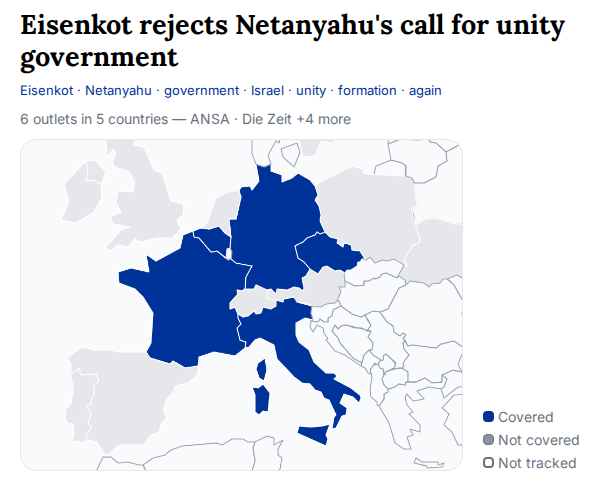 Eisenkot rejects Netanyahu's call for unity
government
Eisenkot · Netanyahu · government · Israel · unity · formation · again
6 outlets in 5 countries — ANSA · Die Zeit +4 more
Covered
Not covered
Not tracked